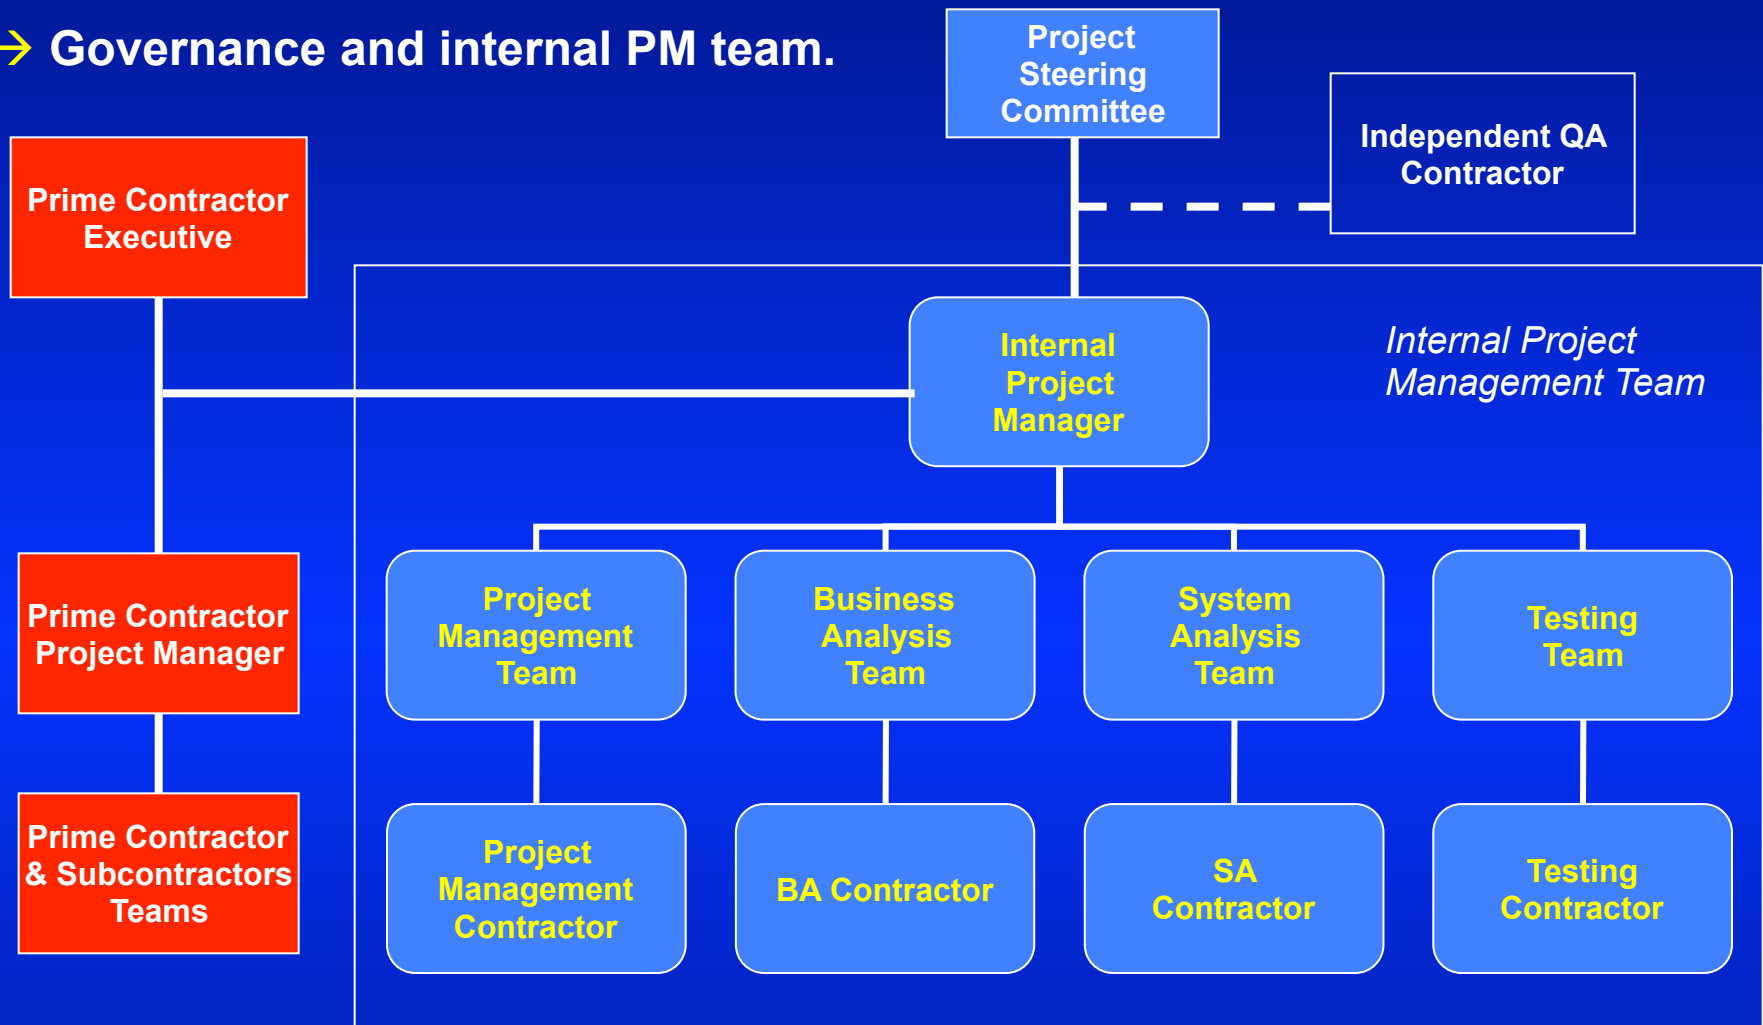 → Governance and internal PM team.
Project
Steering
Committee
Independent QA
Contractor
Prime Contractor
Executive
Internal
Project
Manager
Internal Project
Management Team
Prime Contractor
Project Manager
Project
Management
Team
Business
Analysis
Team
System
Analysis
Team
Testing
Team
Prime Contractor
& Subcontractors
Teams
Project
Management
Contractor
BA Contractor
SA
Contractor
Testing
Contractor